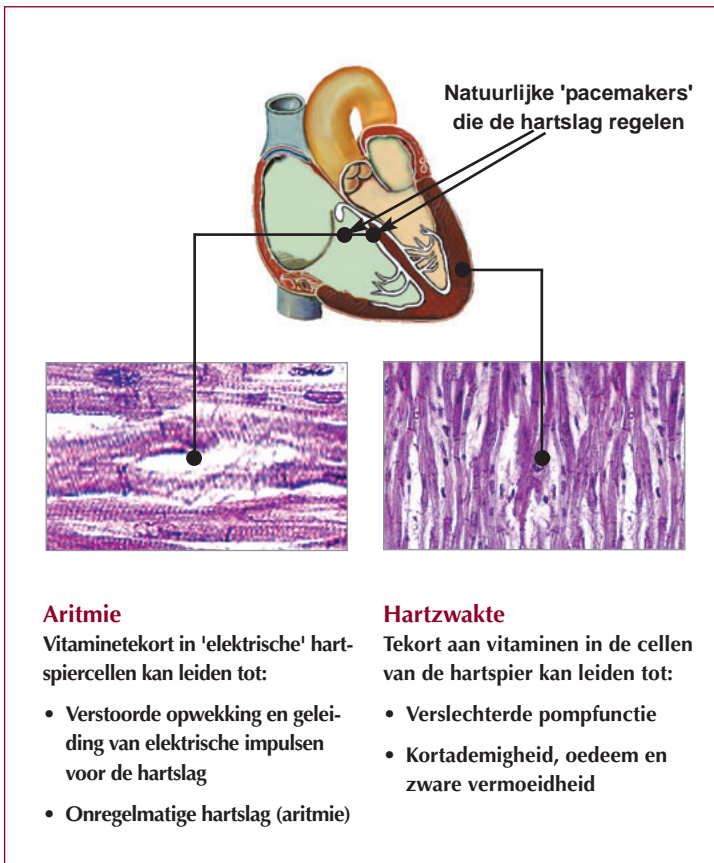 Natuurlijke 'pacemakers'
die de hartslag regelen
Aritmie
Vitaminetekort in 'elektrische' hart-
spiercellen kan leiden tot:
• Verstoorde opwekking en gelei-
ding van elektrische impulsen
voor de hartslag
• Onregelmatige hartslag (aritmie)
Hartzwakte
Tekort aan vitaminen in de cellen
van de hartspier kan leiden tot:
• Verslechterde pompfunctie
• Kortademigheid, oedeem en
zware vermoeidheid